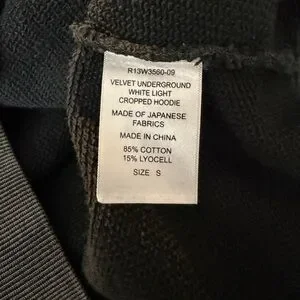 R13W3560-09
VELVET UNDERGROUND
WHITE LIGHT
CROPPED HOODIE
MADE OF JAPANESE
FABRICS
MADE IN CHINA
85% COTTON
15% LYOCELL
SIZE S